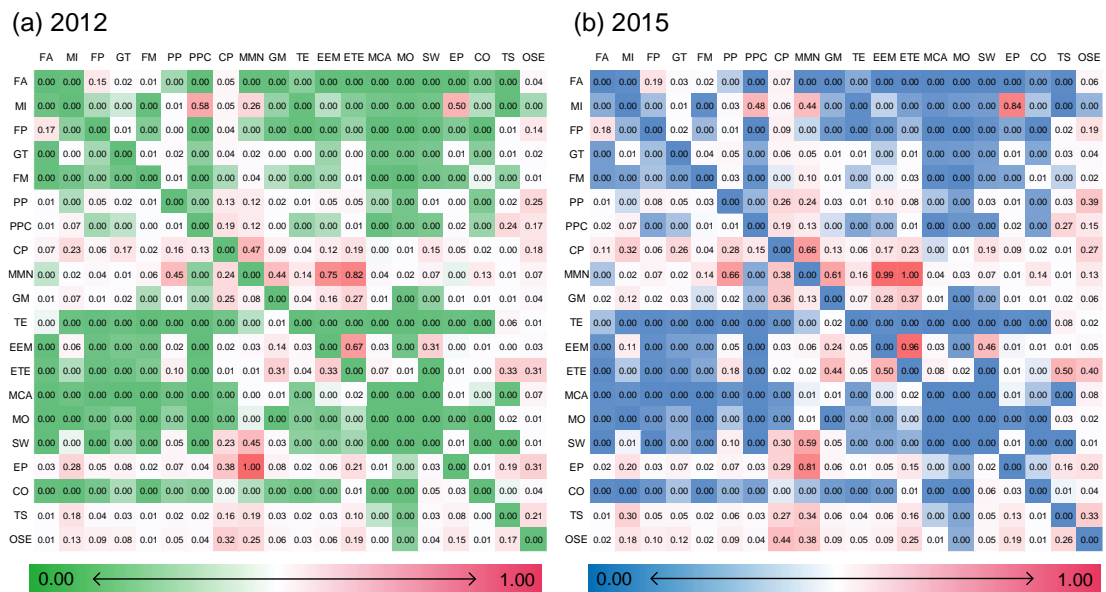 (a) 2012
FA MI FP GT FM PP PPC CP MMN GM TE EEM ETE MCA MO SW EP CO TS OSE
FA 0.00 0.00 0.15 0.02 0.01 0.00 0.00 0.05 0.00 0.00 0.00 0.00 0.00 0.00 0.00 0.00 0.00 0.00 0.00 0.04
MI 0.00 0.00 0.00 0.00 0.00 0.01 0.58 0.05 0.26 0.00 0.00 0.00 0.00 0.00 0.00 0.00 0.50 0.00 0.00 0.00
FP 0.17 0.00 0.00 0.01 0.00 0.00 0.00 0.04 0.00 0.00 0.00 0.00 0.00 0.00 0.00 0.00 0.00 0.00 0.01 0.14
GT 0.00 0.00 0.00 0.00 0.01 0.02 0.00 0.04 0.02 0.00 0.00 0.00 0.00 0.00 0.00 0.00 0.00 0.00 0.01 0.02
FM 0.00 0.00 0.00 0.00 0.00 0.00 0.00 0.00 0.04 0.00 0.00 0.00 0.00 0.00 0.00 0.00 0.00 0.00 0.00 0.01
PP 0.01 0.00 0.05 0.02 0.01 0.00 0.00 0.13 0.12 0.02 0.01 0.05 0.05 0.00 0.00 0.01 0.01 0.00 0.02 0.25
PPC 0.01 0.07 0.00 0.00 0.01 0.01 0.00 0.19 0.12 0.01 0.00 0.00 0.01 0.00 0.00 0.00 0.01 0.00 0.24 0.17
CP 0.07 0.23 0.06 0.17 0.02 0.16 0.13 0.00 0.47 0.09 0.04 0.12 0.19 0.00 0.01 0.15 0.05 0.02 0.00 0.18
MMN 0.00 0.02 0.04 0.01 0.06 0.45 0.00 0.24 0.00 0.44 0.14 0.75 0.82 0.04 0.02 0.07 0.00 0.13 0.01 0.07
GM 0.01 0.07 0.01 0.02 0.00 0.01 0.00 0.25 0.08 0.00 0.04 0.16 0.27 0.01 0.00 0.00 0.01 0.01 0.01 0.04
TE 0.00 0.00 0.00 0.00 0.00 0.00 0.00 0.00 0.00 0.01 0.00 0.00 0.00 0.00 0.00 0.00 0.00 0.00 0.06 0.01
EEM 0.00 0.06 0.00 0.00 0.00 0.02 0.00 0.04 0.03 0.14 0.03 0.00 0.67 0.00 0.00 0.31 0.00 0.01 0.00 0.03
ETE 0.00 0.00 0.00 0.00 0.00 0.10 0.00 0.02 0.01 0.31 0.04 0.33 0.00 0.07 0.01 0.00 0.01 0.01 0.33 0.31
MCA 0.00 0.00 0.00 0.00 0.00 0.00 0.00 0.00 0.00 0.01 0.00 0.01 0.02 0.00 0.00 0.00 0.01 0.00 0.00 0.07
MO 0.00 0.00 0.00 0.00 0.00 0.00 0.00 0.00 0.00 0.00 0.00 0.00 0.00 0.00 0.00 0.00 0.00 0.00 0.02 0.01
SW 0.00 0.00 0.00 0.00 0.00 0.05 0.00 0.23 0.45 0.03 0.00 0.00 0.00 0.00 0.00 0.00 0.01 0.00 0.00 0.01
EP 0.03 0.28 0.05 0.08 0.02 0.07 0.04 0.38 1.00 0.08 0.02 0.06 0.21 0.01 0.00 0.01 0.00 0.01 0.19 0.31
CO 0.00 0.00 0.00 0.00 0.00 0.00 0.00 0.00 0.00 0.00 0.00 0.00 0.01 0.00 0.00 0.05 0.03 0.00 0.00 0.04
TS 0.01 0.18 0.04 0.03 0.01 0.02 0.02 0.16 0.19 0.03 0.02 0.03 0.10 0.00 0.00 0.01 0.04 0.01 0.00 0.21
OSE 0.01 0.13 0.09 0.08 0.01 0.04 0.02 0.32 0.25 0.06 0.03 0.06 0.19 0.01 0.00 0.04 0.15 0.01 0.17 0.00
0.00 1.00
(b) 2015
FA MI FP GT FM PP PPC CP MMN GM TE EEM ETE MCA MO SW EP CO TS OSE
FA 0.00 0.00 0.19 0.03 0.02 0.00 0.00 0.07 0.00 0.00 0.00 0.00 0.00 0.00 0.00 0.00 0.00 0.00 0.00 0.06
MI 0.00 0.00 0.00 0.01 0.00 0.03 0.48 0.06 0.44 0.00 0.00 0.00 0.00 0.00 0.00 0.00 0.84 0.00 0.00 0.00
FP 0.18 0.00 0.00 0.02 0.00 0.01 0.00 0.09 0.00 0.00 0.00 0.00 0.00 0.00 0.00 0.00 0.00 0.00 0.01 0.19
GT 0.00 0.01 0.00 0.00 0.04 0.05 0.00 0.06 0.05 0.01 0.01 0.00 0.01 0.00 0.00 0.00 0.01 0.00 0.03 0.04
FM 0.00 0.00 0.00 0.00 0.00 0.00 0.00 0.00 0.10 0.00 0.00 0.00 0.01 0.00 0.00 0.00 0.00 0.00 0.00 0.02
PP 0.01 0.00 0.08 0.05 0.03 0.00 0.00 0.26 0.24 0.03 0.01 0.10 0.08 0.00 0.00 0.01 0.01 0.00 0.03 0.39
PPC 0.01 0.07 0.00 0.00 0.01 0.00 0.00 0.19 0.13 0.01 0.00 0.00 0.01 0.00 0.00 0.00 0.01 0.00 0.27 0.15
CP 0.11 0.32 0.06 0.26 0.04 0.28 0.15 0.00 0.66 0.13 0.06 0.17 0.23 0.00 0.01 0.19 0.09 0.02 0.01 0.27
MMN 0.00 0.02 0.07 0.02 0.14 0.66 0.00 0.38 0.00 0.61 0.16 0.99 1.00 0.04 0.03 0.07 0.00 0.14 0.01 0.13
GM 0.02 0.12 0.02 0.03 0.00 0.03 0.00 0.36 0.13 0.00 0.07 0.28 0.37 0.01 0.00 0.00 0.01 0.01 0.02 0.06
TE 0.00 0.00 0.00 0.00 0.00 0.00 0.00 0.00 0.00 0.02 0.00 0.00 0.00 0.00 0.00 0.00 0.00 0.00 0.08 0.02
EEM 0.00 0.11 0.00 0.00 0.00 0.04 0.00 0.08 0.06 0.24 0.05 0.00 0.96 0.00 0.00 0.46 0.00 0.01 0.01 0.05
ETE 0.01 0.00 0.00 0.00 0.00 0.18 0.00 0.02 0.02 0.44 0.05 0.50 0.00 0.08 0.02 0.00 0.01 0.01 0.50 0.40
MCA 0.00 0.00 0.00 0.00 0.00 0.00 0.00 0.01 0.01 0.01 0.00 0.01 0.02 0.00 0.00 0.00 0.01 0.00 0.00 0.08
MO 0.00 0.00 0.00 0.00 0.00 0.00 0.00 0.00 0.01 0.00 0.00 0.00 0.00 0.00 0.00 0.00 0.00 0.00 0.03 0.02
SW 0.00 0.01 0.00 0.00 0.00 0.10 0.00 0.30 0.59 0.05 0.00 0.00 0.00 0.00 0.00 0.00 0.01 0.00 0.00 0.01
EP 0.02 0.20 0.03 0.07 0.02 0.07 0.03 0.29 0.81 0.06 0.01 0.05 0.15 0.00 0.00 0.02 0.00 0.01 0.16 0.20
CO 0.00 0.00 0.00 0.00 0.00 0.00 0.00 0.00 0.00 0.00 0.00 0.00 0.01 0.00 0.00 0.06 0.03 0.00 0.01 0.04
TS 0.01 0.30 0.05 0.05 0.02 0.06 0.03 0.27 0.34 0.06 0.04 0.06 0.16 0.00 0.00 0.05 0.13 0.01 0.00 0.33
OSE 0.02 0.18 0.10 0.10 0.02 0.06 0.03 0.44 0.38 0.09 0.05 0.09 0.25 0.01 0.00 0.05 0.19 0.01 0.26 0.00
0.00 1.00